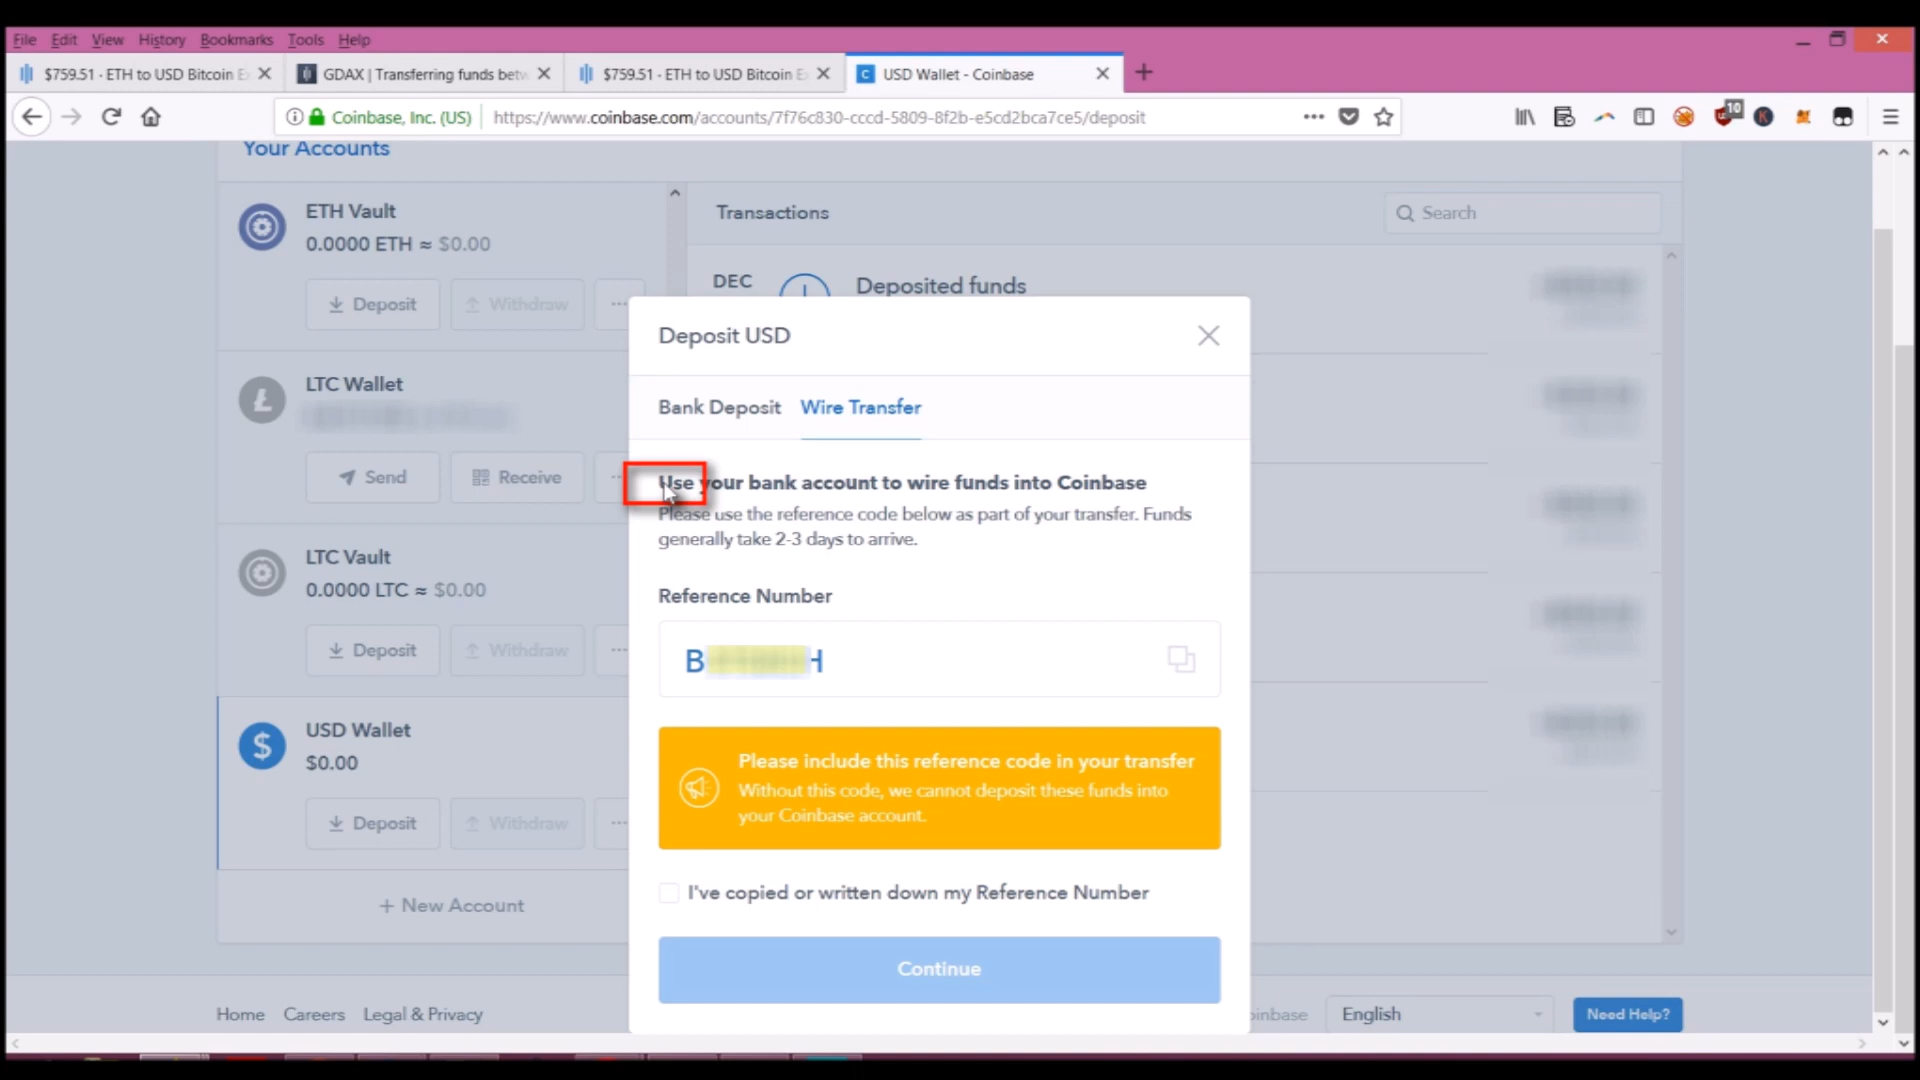 File Edit View History Bookmarks Tools Help
$759.51 - ETH to USD Bitcoin E
GDAX | Transferring funds betw
$759.51 - ETH to USD Bitcoin E
USD Wallet - Coinbase
Coinbase, Inc. (US) https://www.coinbase.com/accounts/7f76c830-cccd-5809-8f2b-e5cd2bca7ce5/deposit
10
Your Accounts
ETH Vault
0.0000 ETH ≈ $0.00
Deposit Withdraw ...
LTC Wallet
Send Receive
LTC Vault
0.0000 LTC ≈ $0.00
Deposit Withdraw ...
USD Wallet
$0.00
Deposit Withdraw ...
+ New Account
Transactions
Search
DEC
Deposited funds
Deposit USD
Bank Deposit Wire Transfer
Use your bank account to wire funds into Coinbase
Please use the reference code below as part of your transfer. Funds
generally take 2-3 days to arrive.
Reference Number
B H
Please include this reference code in your transfer
Without this code, we cannot deposit these funds into
your Coinbase account.
I've copied or written down my Reference Number
Continue
Home Careers Legal & Privacy
oinbase
English
Need Help?